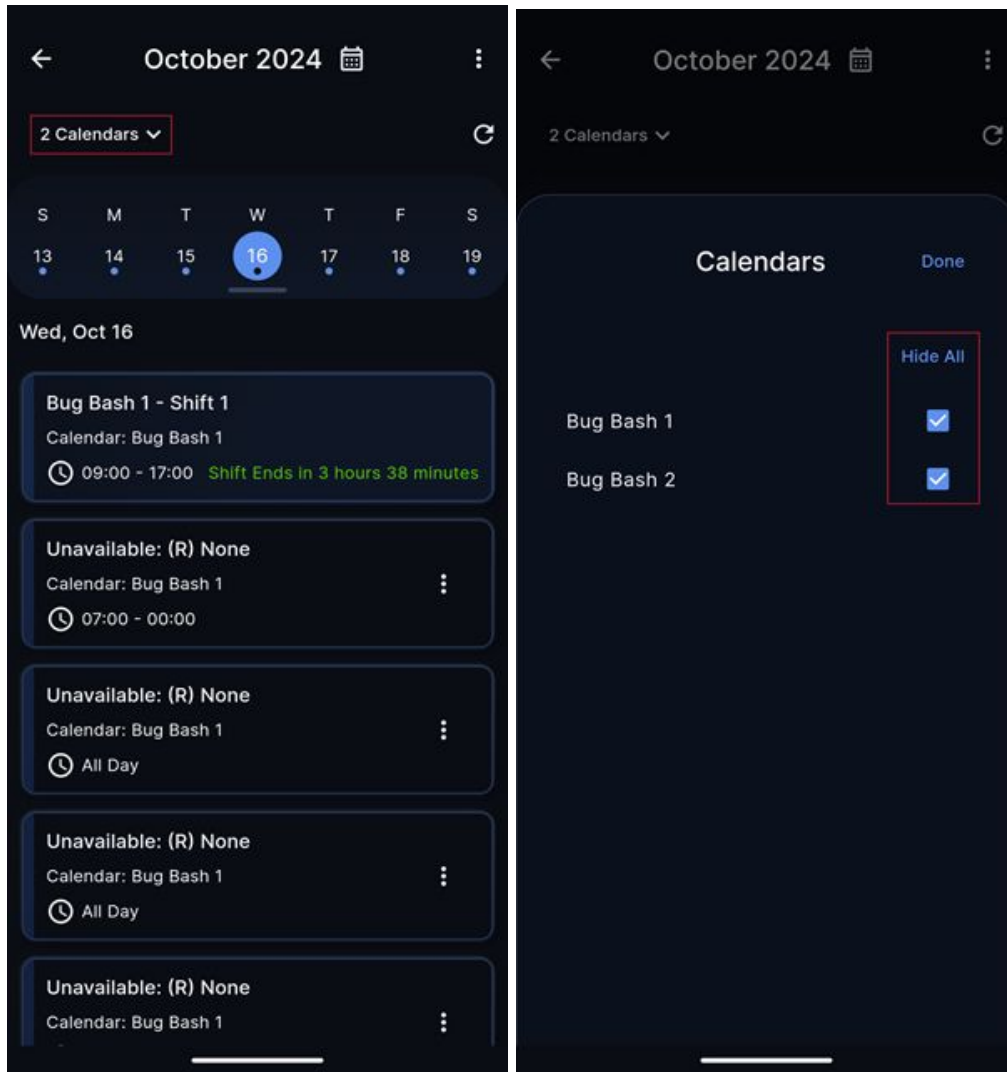 October 2024
2 Calendars
S M T W T F S
13 14 15 16 17 18 19
Wed, Oct 16
Bug Bash 1 - Shift 1
Calendar: Bug Bash 1
09:00 - 17:00 Shift Ends in 3 hours 38 minutes
Unavailable: (R) None
Calendar: Bug Bash 1
07:00 - 00:00
Unavailable: (R) None
Calendar: Bug Bash 1
All Day
Unavailable: (R) None
Calendar: Bug Bash 1
All Day
Unavailable: (R) None
Calendar: Bug Bash 1
October 2024
2 Calendars
Calendars Done
Hide All
Bug Bash 1
Bug Bash 2